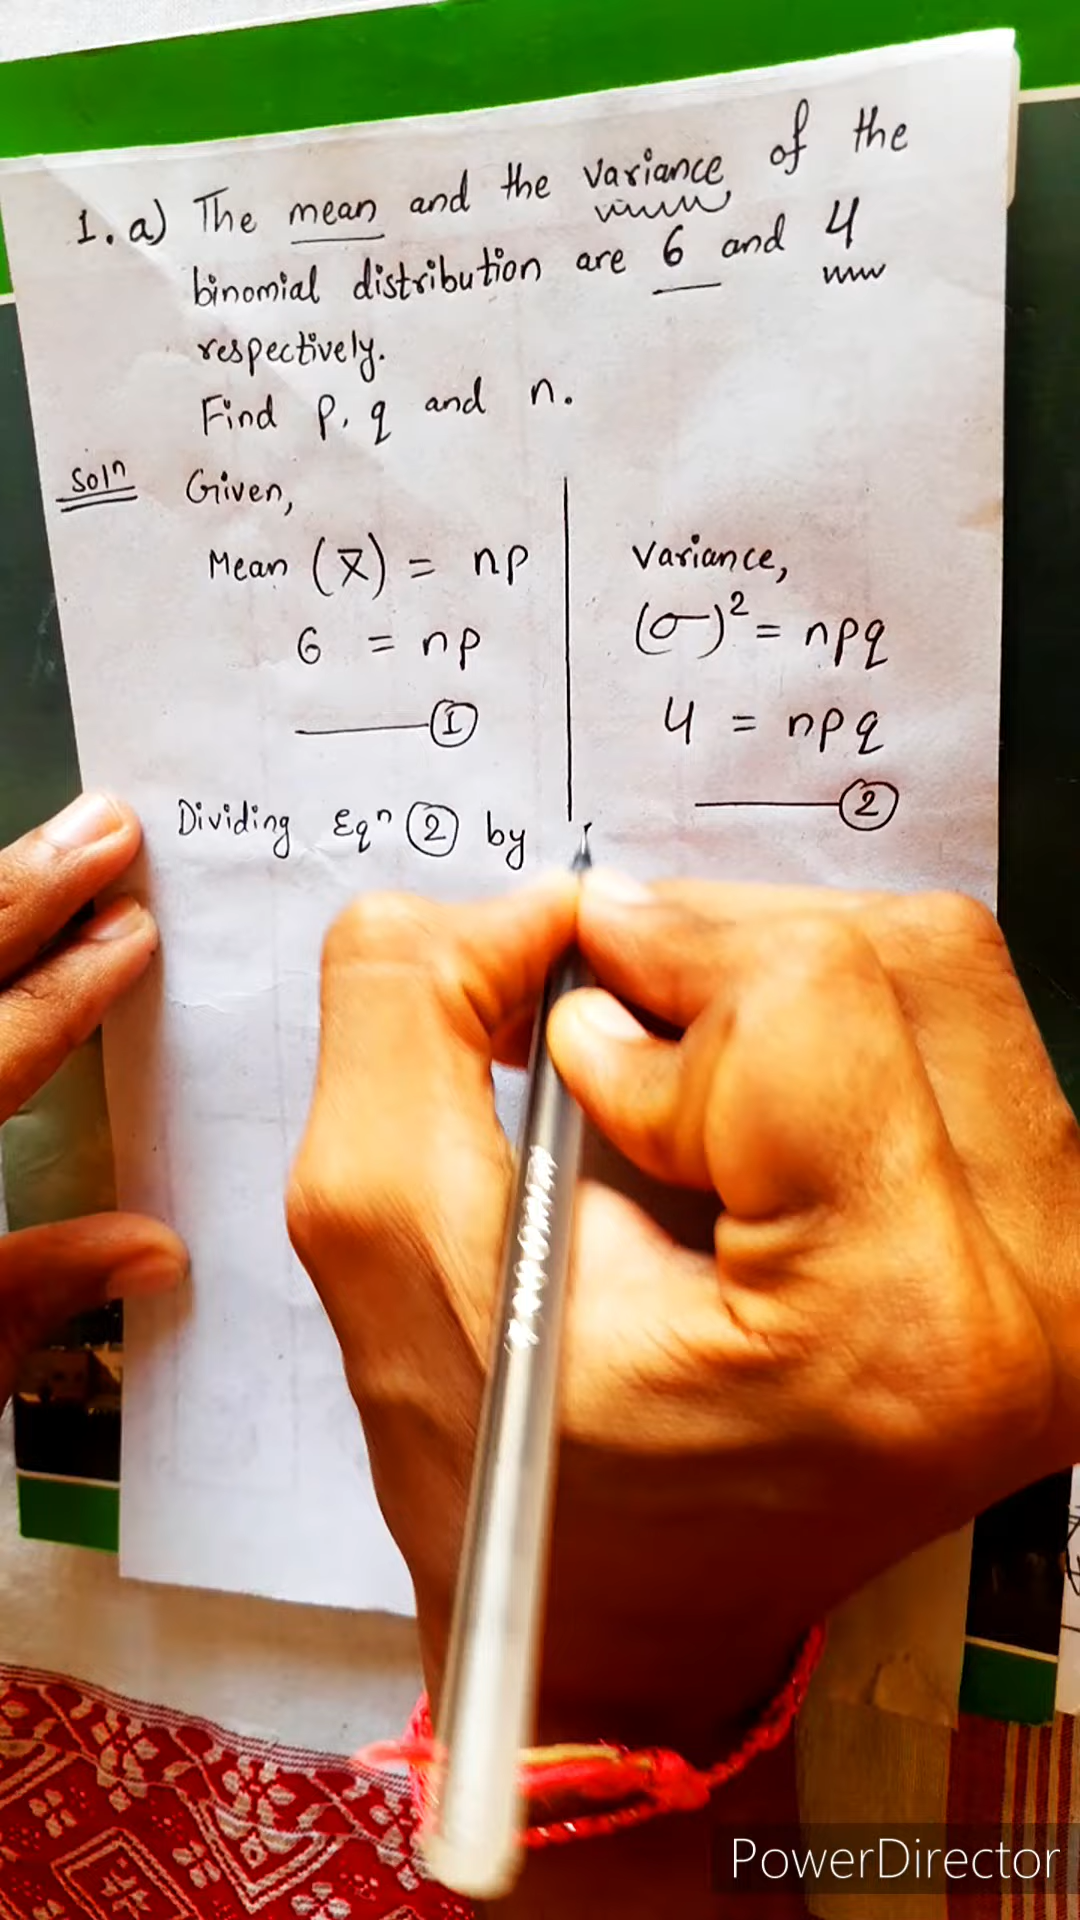 1. a) The mean and the variance of the
binomial distribution are 6 and 4
respectively.
Find p, q and n.
Solⁿ Given,
Mean (x̄) = np
6 = np
①
Variance,
(σ)² = npq
4 = npq
②
Dividing Eqⁿ ② by
PowerDirector